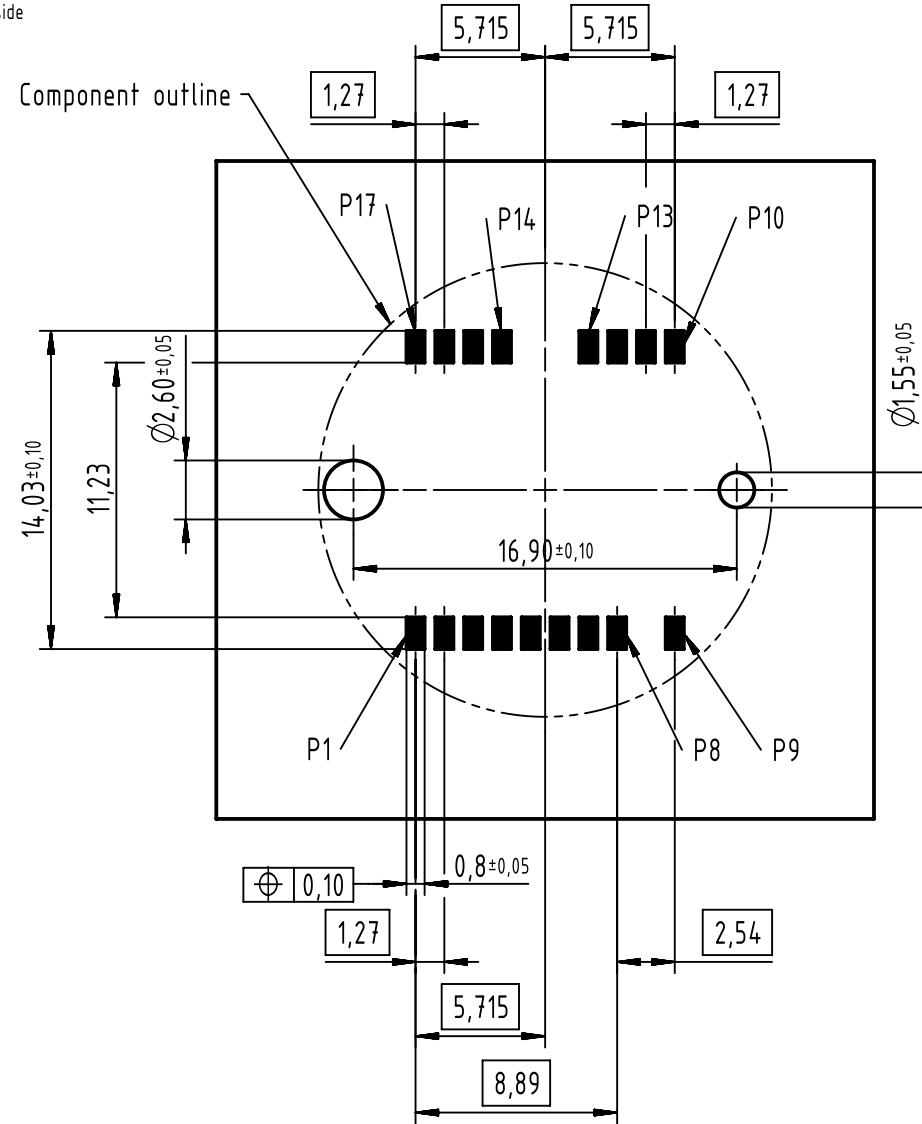 side
5,715
5,715
Component outline
1,27
1,27
P17
P14
P13
P10
Ø2,60±0,05
Ø1,55±0,05
14,03±0,10
11,23
16,90±0,10
P1
P8
P9
0,10
0,8±0,05
1,27
2,54
5,715
8,89